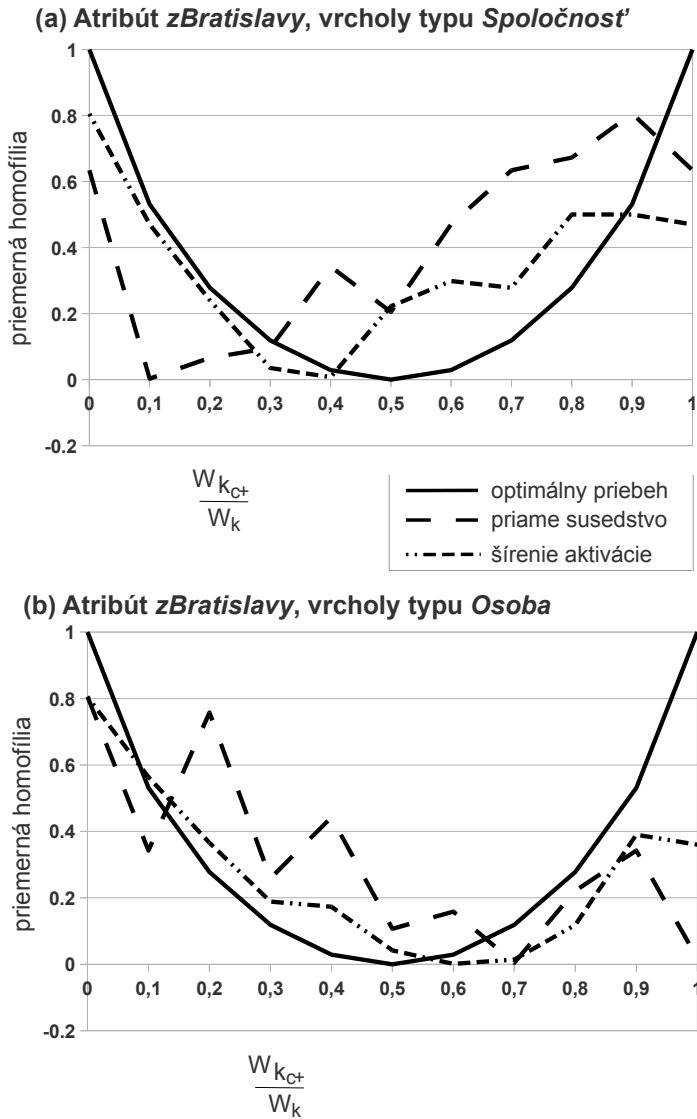 (a) Atribút zBratislavy, vrcholy typu Spoločnosť
1
0.8
0.6
0.4
0.2
0
-0.2
priemerná homofília
0 0,1 0,2 0,3 0,4 0,5 0,6 0,7 0,8 0,9 1
W kc+
Wk
optimálny priebeh
priame susedstvo
šírenie aktivácie
(b) Atribút zBratislavy, vrcholy typu Osoba
1
0.8
0.6
0.4
0.2
0
-0.2
priemerná homofília
0 0,1 0,2 0,3 0,4 0,5 0,6 0,7 0,8 0,9 1
W kc+
Wk